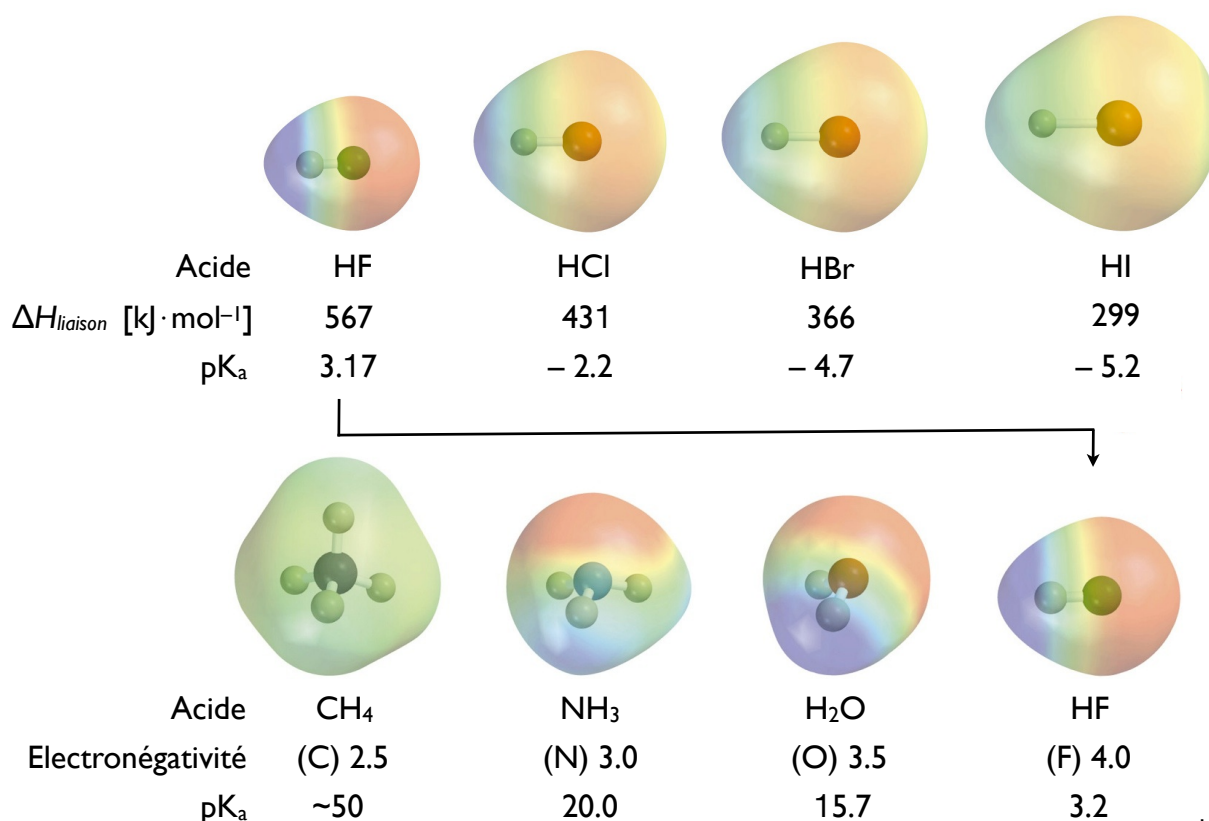 Acide HF HCl HBr HI
ΔHliaison [kJ·mol–1] 567 431 366 299
pKa 3.17 – 2.2 – 4.7 – 5.2
Acide CH4 NH3 H2O HF
Electronégativité (C) 2.5 (N) 3.0 (O) 3.5 (F) 4.0
pKa ~50 20.0 15.7 3.2